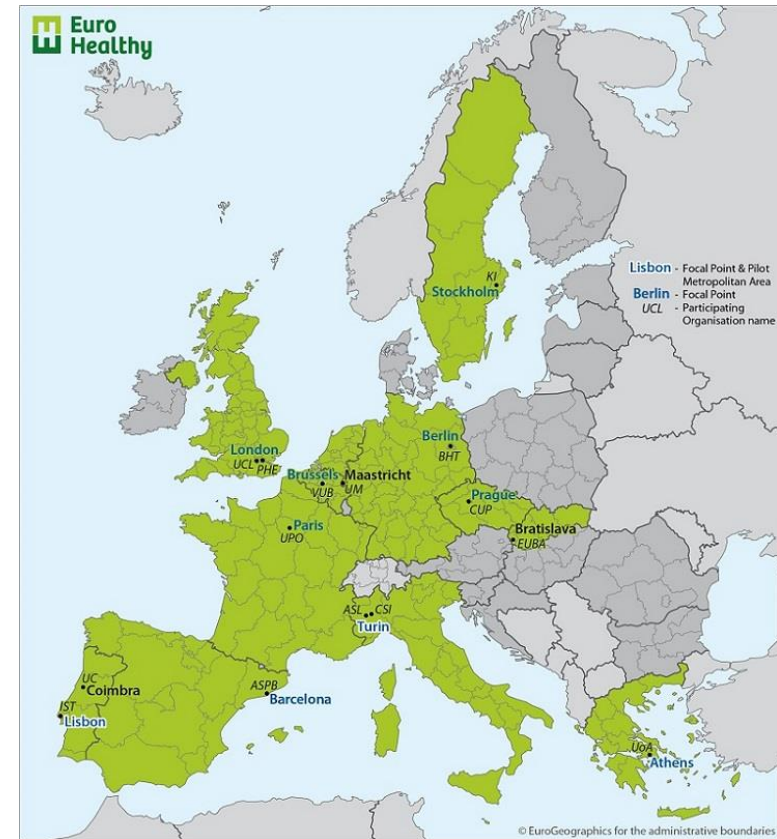 Euro
Healthy
Lisbon - Focal Point & Pilot
Metropolitan Area
Berlin - Focal Point
UCL - Participating
Organisation name
KI
Stockholm
London
UCL PHE
Berlin
BHT
Brussels
VUB
Maastricht
UM
Prague
CUP
Paris
UPO
Bratislava
EUBA
ASL CSI
Turin
UC
Coimbra
IST
Lisbon
ASPB
Barcelona
UoA
Athens
© EuroGeographics for the administrative boundaries